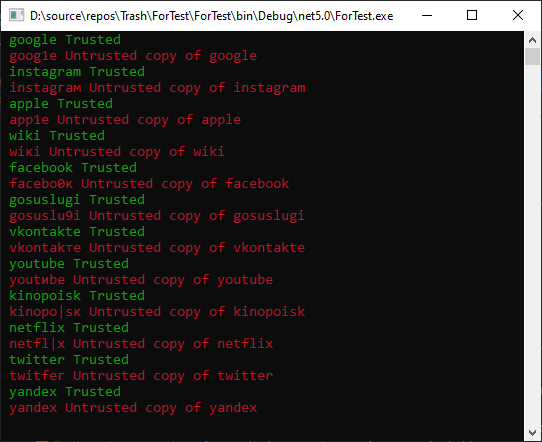 D:\source\repos\Trash\ForTest\ForTest\bin\Debug\net5.0\ForTest.exe
google Trusted
goog1e Untrusted copy of google
instagram Trusted
instagraм Untrusted copy of instagram
apple Trusted
app1e Untrusted copy of apple
wiki Trusted
wiкi Untrusted copy of wiki
facebook Trusted
facebo0к Untrusted copy of facebook
gosuslugi Trusted
gosuslu9i Untrusted copy of gosuslugi
vkontakte Trusted
vkontakтe Untrusted copy of vkontakte
youtube Trusted
youtиbe Untrusted copy of youtube
kinopoisk Trusted
kinopo|sк Untrusted copy of kinopoisk
netflix Trusted
netfl|x Untrusted copy of netflix
twitter Trusted
twitfer Untrusted copy of twitter
yandex Trusted
yandex Untrusted copy of yandex